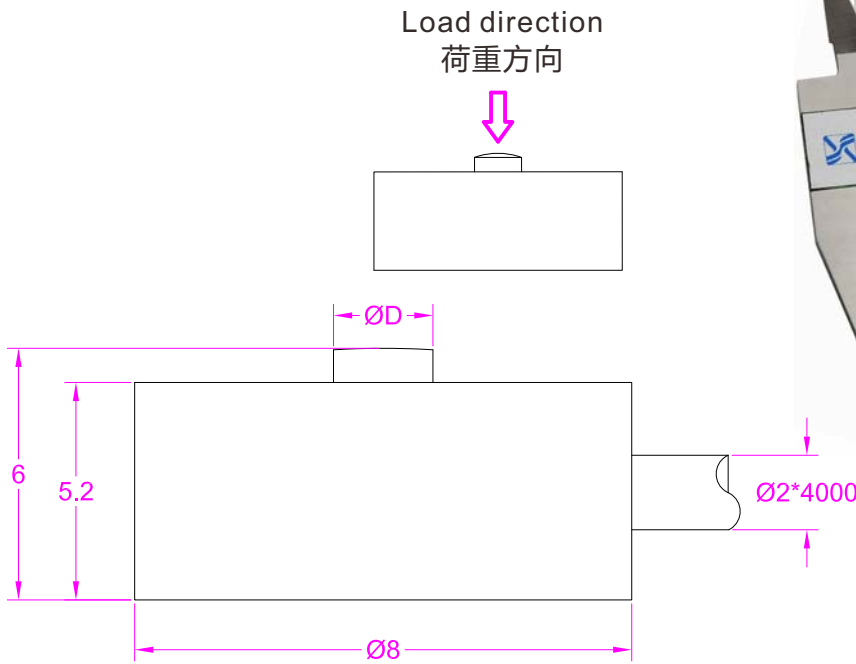 Load direction
荷重方向
ØD
6
5.2
Ø2*4000
Ø8